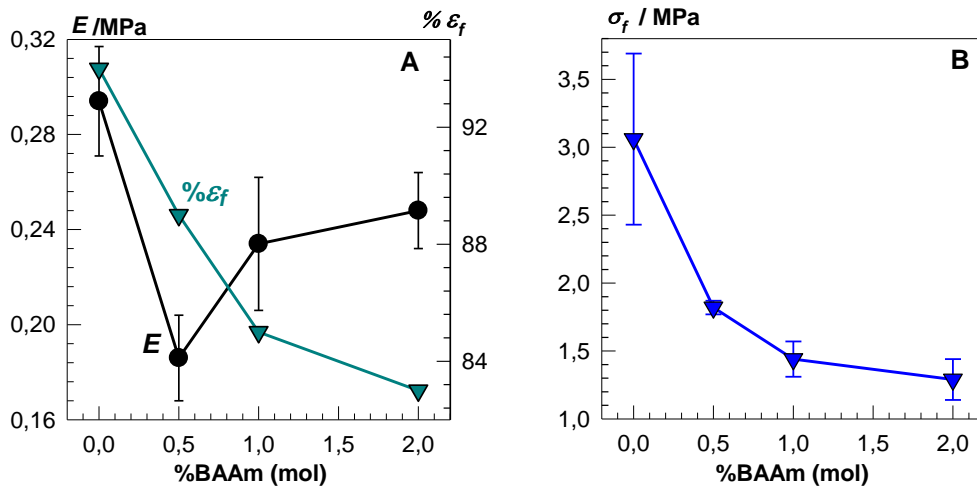 E /MPa
% εf
0,32
0,28
0,24
0,20
0,16
A
%εf
E
92
88
84
0,0 0,5 1,0 1,5 2,0
%BAAm (mol)
σf / MPa
B
3,5
3,0
2,5
2,0
1,5
1,0
0,0 0,5 1,0 1,5 2,0
%BAAm (mol)